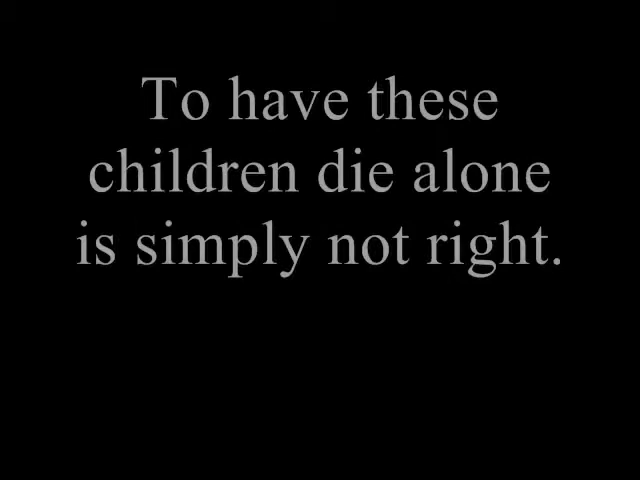 To have these
children die alone
is simply not right.